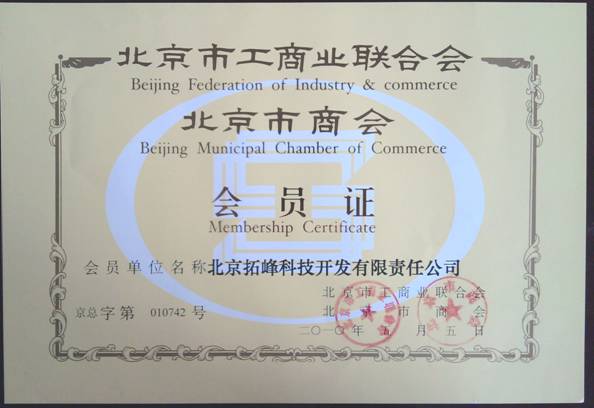 北京市工商业联合会
Beijing Federation of Industry & commerce
北京市商会
Beijing Municipal Chamber of Commerce
会员证
Membership Certificate
会员单位名称 北京拓峰科技开发有限责任公司
北京市工商业联合会
京总字第 010742 号
北京市商会
二〇一〇年五月五日